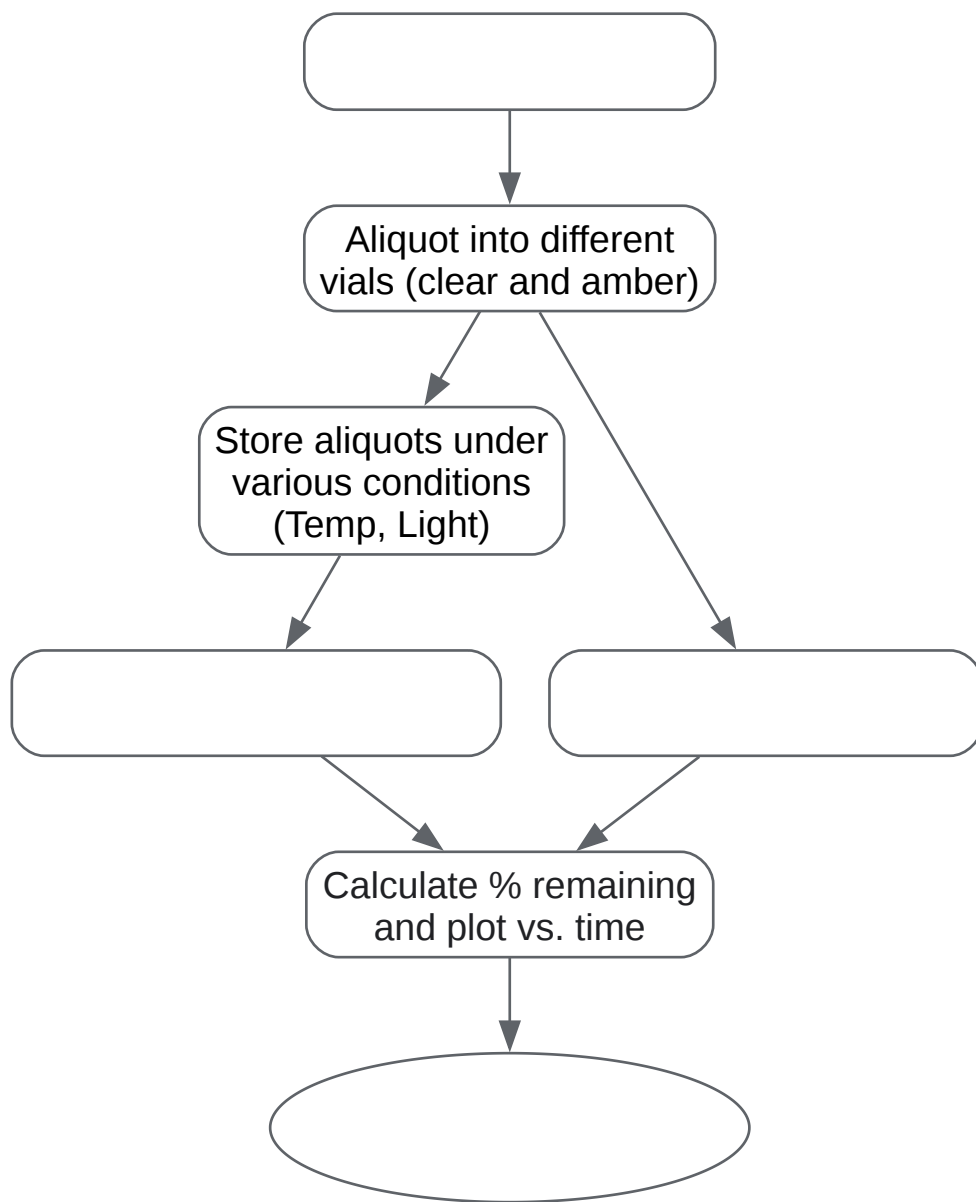 Aliquot into different
vials (clear and amber)
Store aliquots under
various conditions
(Temp, Light)
Calculate % remaining
and plot vs. time